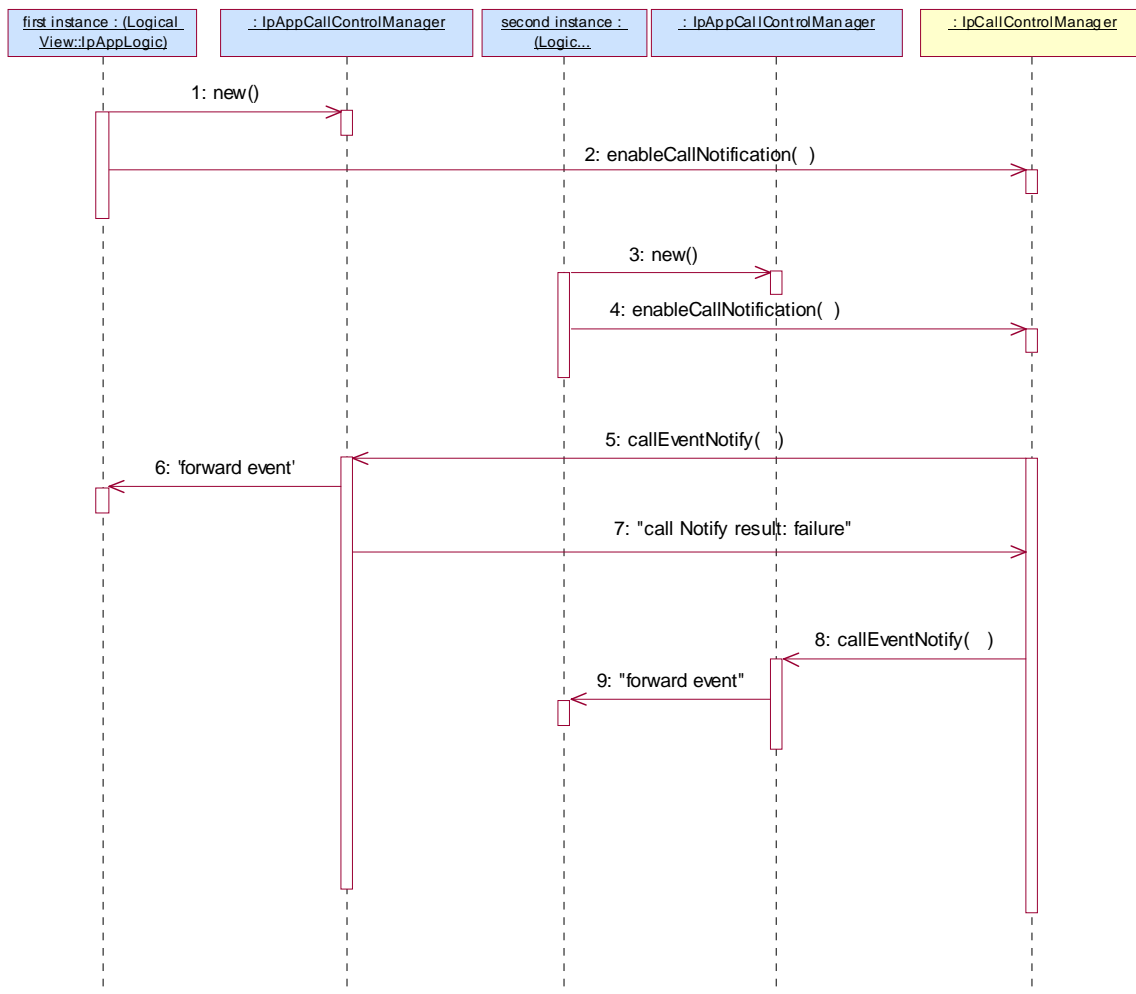 first instance : (Logical
View::IpAppLogic)
: IpAppCallControlManager
second instance :
(Logic...
: IpAppCallControlManager
: IpCallControlManager
1: new()
2: enableCallNotification( )
3: new()
4: enableCallNotification( )
5: callEventNotify( )
6: 'forward event'
7: "call Notify result: failure"
8: callEventNotify( )
9: "forward event"